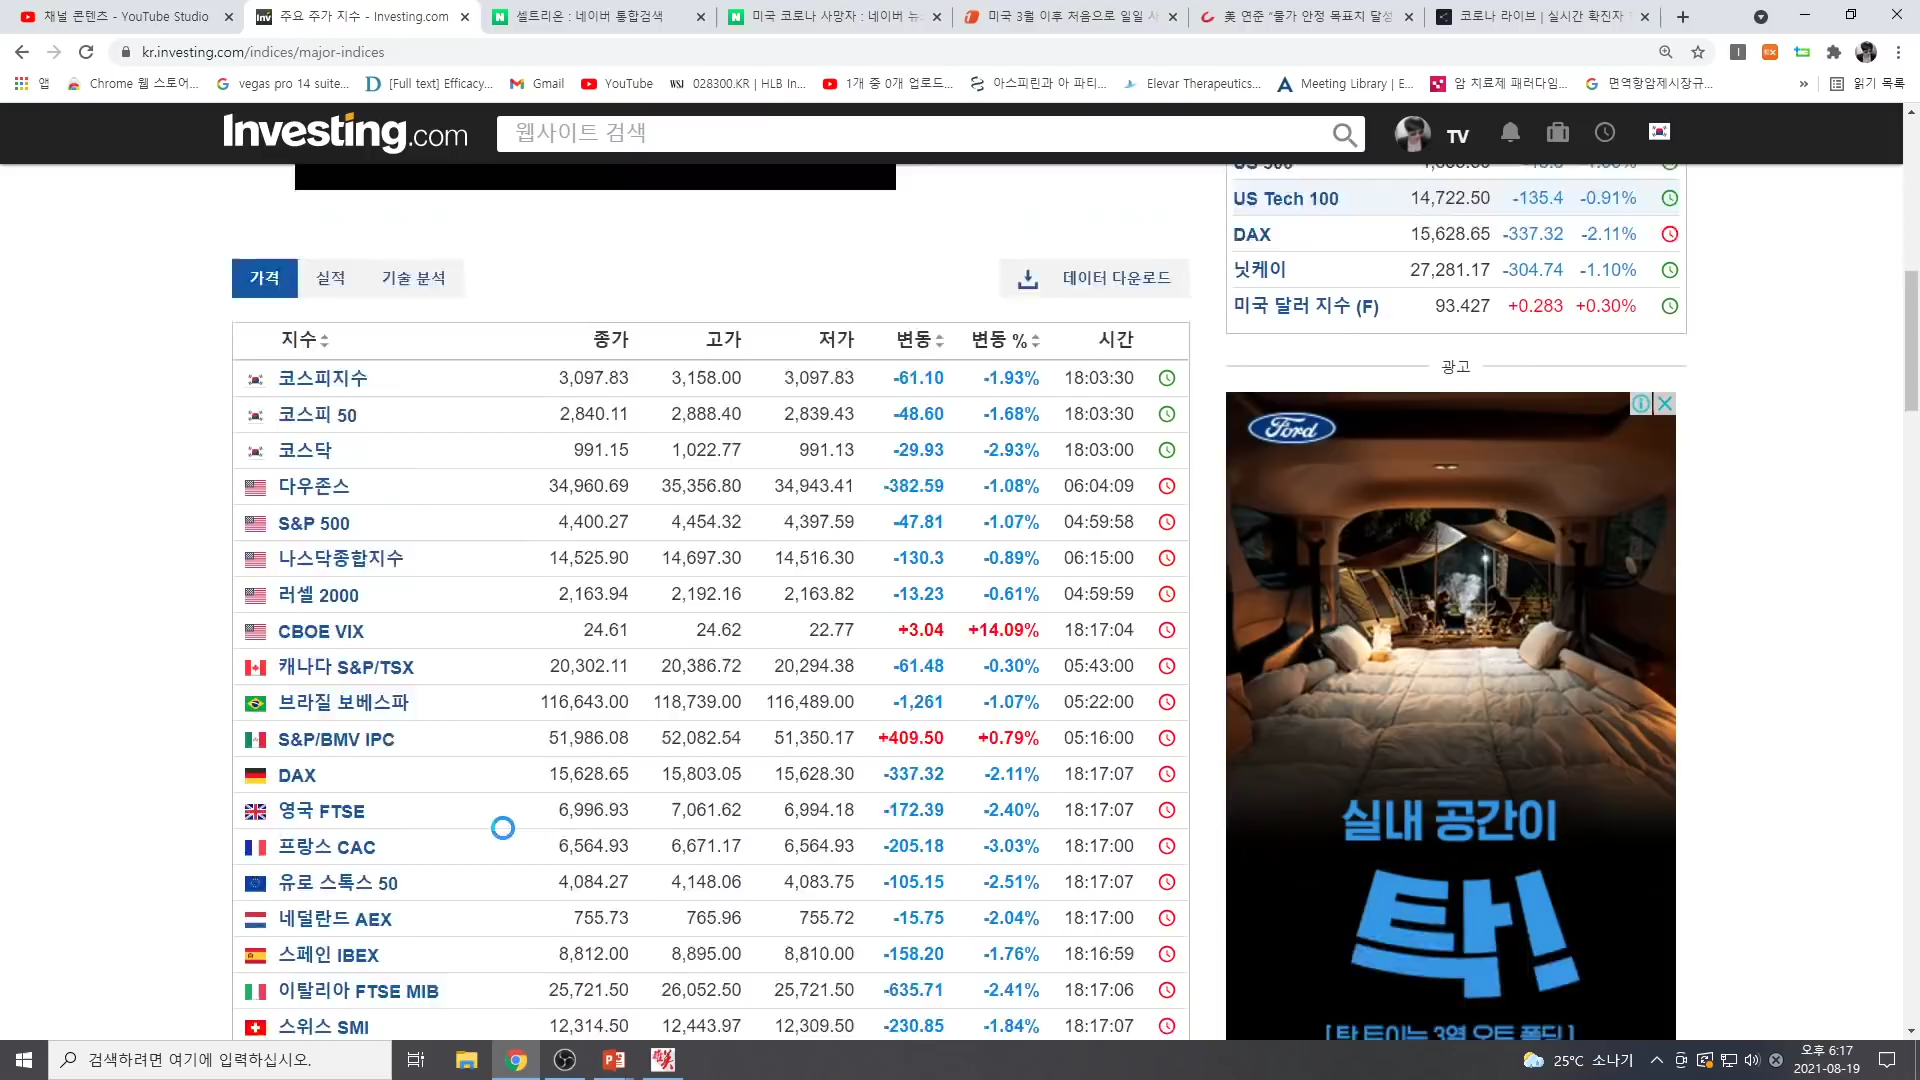 채널 콘텐츠 - YouTube Studio
주요 주가 지수 - Investing.com
셀트리온 : 네이버 통합검색
미국 코로나 사망자 : 네이버 뉴
미국 3월 이후 처음으로 일일 사
美 연준 "물가 안정 목표치 달성
코로나 라이브 | 실시간 확진자
kr.investing.com/indices/major-indices
앱
Chrome 웹 스토어...
vegas pro 14 suite...
[Full text] Efficacy...
Gmail
YouTube
WSJ 028300.KR | HLB In...
1개 중 0개 업로드...
아스피린과 아 파티...
Elevar Therapeutics...
Meeting Library | E...
암 치료제 패러다임...
면역항암제시장규...
»
읽기 목록
Investing.com
웹사이트 검색
TV
US Tech 100 14,722.50 -135.4 -0.91%
DAX 15,628.65 -337.32 -2.11%
닛케이 27,281.17 -304.74 -1.10%
미국 달러 지수 (F) 93.427 +0.283 +0.30%
광고
가격 실적 기술 분석
데이터 다운로드
지수 종가 고가 저가 변동 변동 % 시간
코스피지수 3,097.83 3,158.00 3,097.83 -61.10 -1.93% 18:03:30
코스피 50 2,840.11 2,888.40 2,839.43 -48.60 -1.68% 18:03:30
코스닥 991.15 1,022.77 991.13 -29.93 -2.93% 18:03:00
다우존스 34,960.69 35,356.80 34,943.41 -382.59 -1.08% 06:04:09
S&P 500 4,400.27 4,454.32 4,397.59 -47.81 -1.07% 04:59:58
나스닥종합지수 14,525.90 14,697.30 14,516.30 -130.3 -0.89% 06:15:00
러셀 2000 2,163.94 2,192.16 2,163.82 -13.23 -0.61% 04:59:59
CBOE VIX 24.61 24.62 22.77 +3.04 +14.09% 18:17:04
캐나다 S&P/TSX 20,302.11 20,386.72 20,294.38 -61.48 -0.30% 05:43:00
브라질 보베스파 116,643.00 118,739.00 116,489.00 -1,261 -1.07% 05:22:00
S&P/BMV IPC 51,986.08 52,082.54 51,350.17 +409.50 +0.79% 05:16:00
DAX 15,628.65 15,803.05 15,628.30 -337.32 -2.11% 18:17:07
영국 FTSE 6,996.93 7,061.62 6,994.18 -172.39 -2.40% 18:17:07
프랑스 CAC 6,564.93 6,671.17 6,564.93 -205.18 -3.03% 18:17:00
유로 스톡스 50 4,084.27 4,148.06 4,083.75 -105.15 -2.51% 18:17:07
네덜란드 AEX 755.73 765.96 755.72 -15.75 -2.04% 18:17:00
스페인 IBEX 8,812.00 8,895.00 8,810.00 -158.20 -1.76% 18:16:59
이탈리아 FTSE MIB 25,721.50 26,052.50 25,721.50 -635.71 -2.41% 18:17:06
스위스 SMI 12,314.50 12,443.97 12,309.50 -230.85 -1.84% 18:17:07
Ford
실내 공간이
탁!
검색하려면 여기에 입력하십시오.
25°C 소나기
오후 6:17
2021-08-19